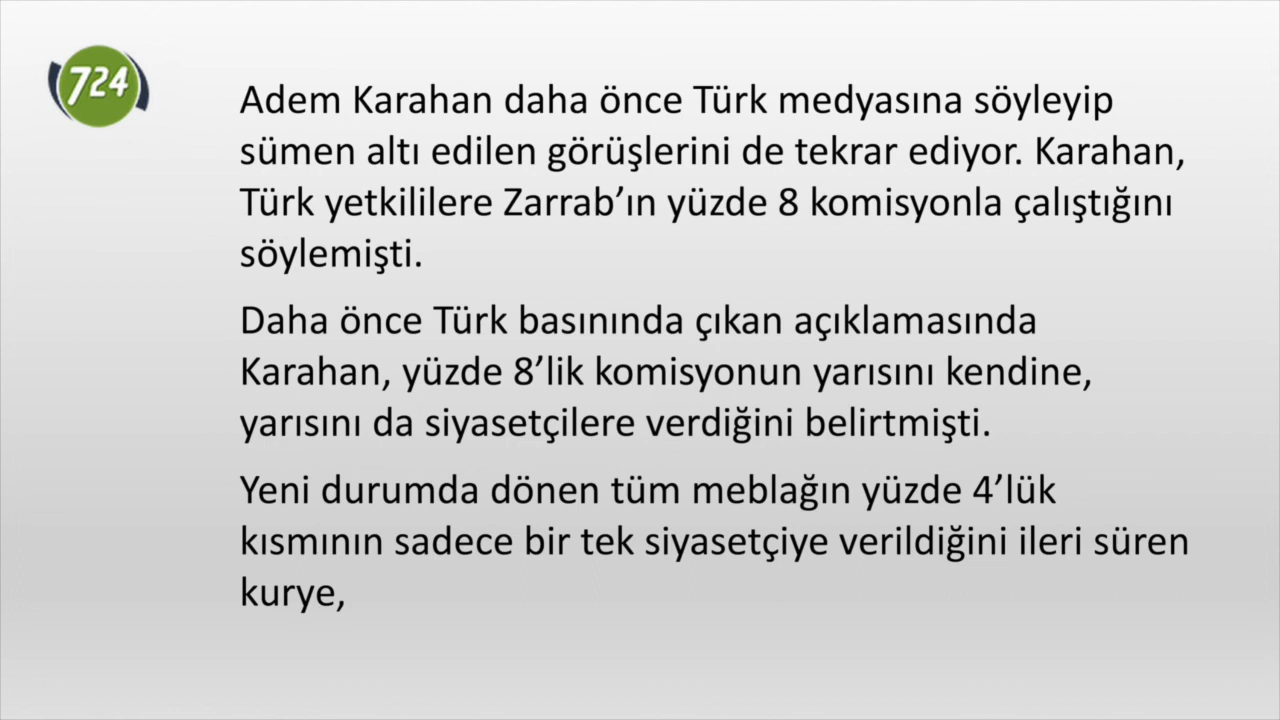 724
Adem Karahan daha önce Türk medyasına söyleyip
sümen altı edilen görüşlerini de tekrar ediyor. Karahan,
Türk yetkililere Zarrab’ın yüzde 8 komisyonla çalıştığını
söylemişti.
Daha önce Türk basınında çıkan açıklamasında
Karahan, yüzde 8’lik komisyonun yarısını kendine,
yarısını da siyasetçilere verdiğini belirtmişti.
Yeni durumda dönen tüm meblağın yüzde 4’lük
kısmının sadece bir tek siyasetçiye verildiğini ileri süren
kurye,